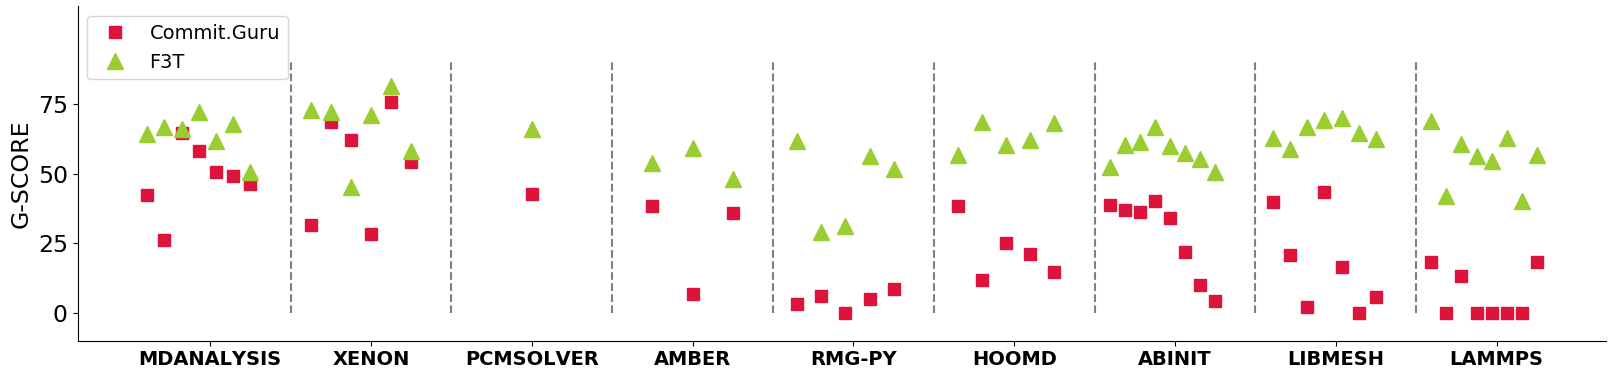 Commit.Guru
F3T
75
50
25
0
G-SCORE
MDANALYSIS XENON PCMSOLVER AMBER RMG-PY HOOMD ABINIT LIBMESH LAMMPS